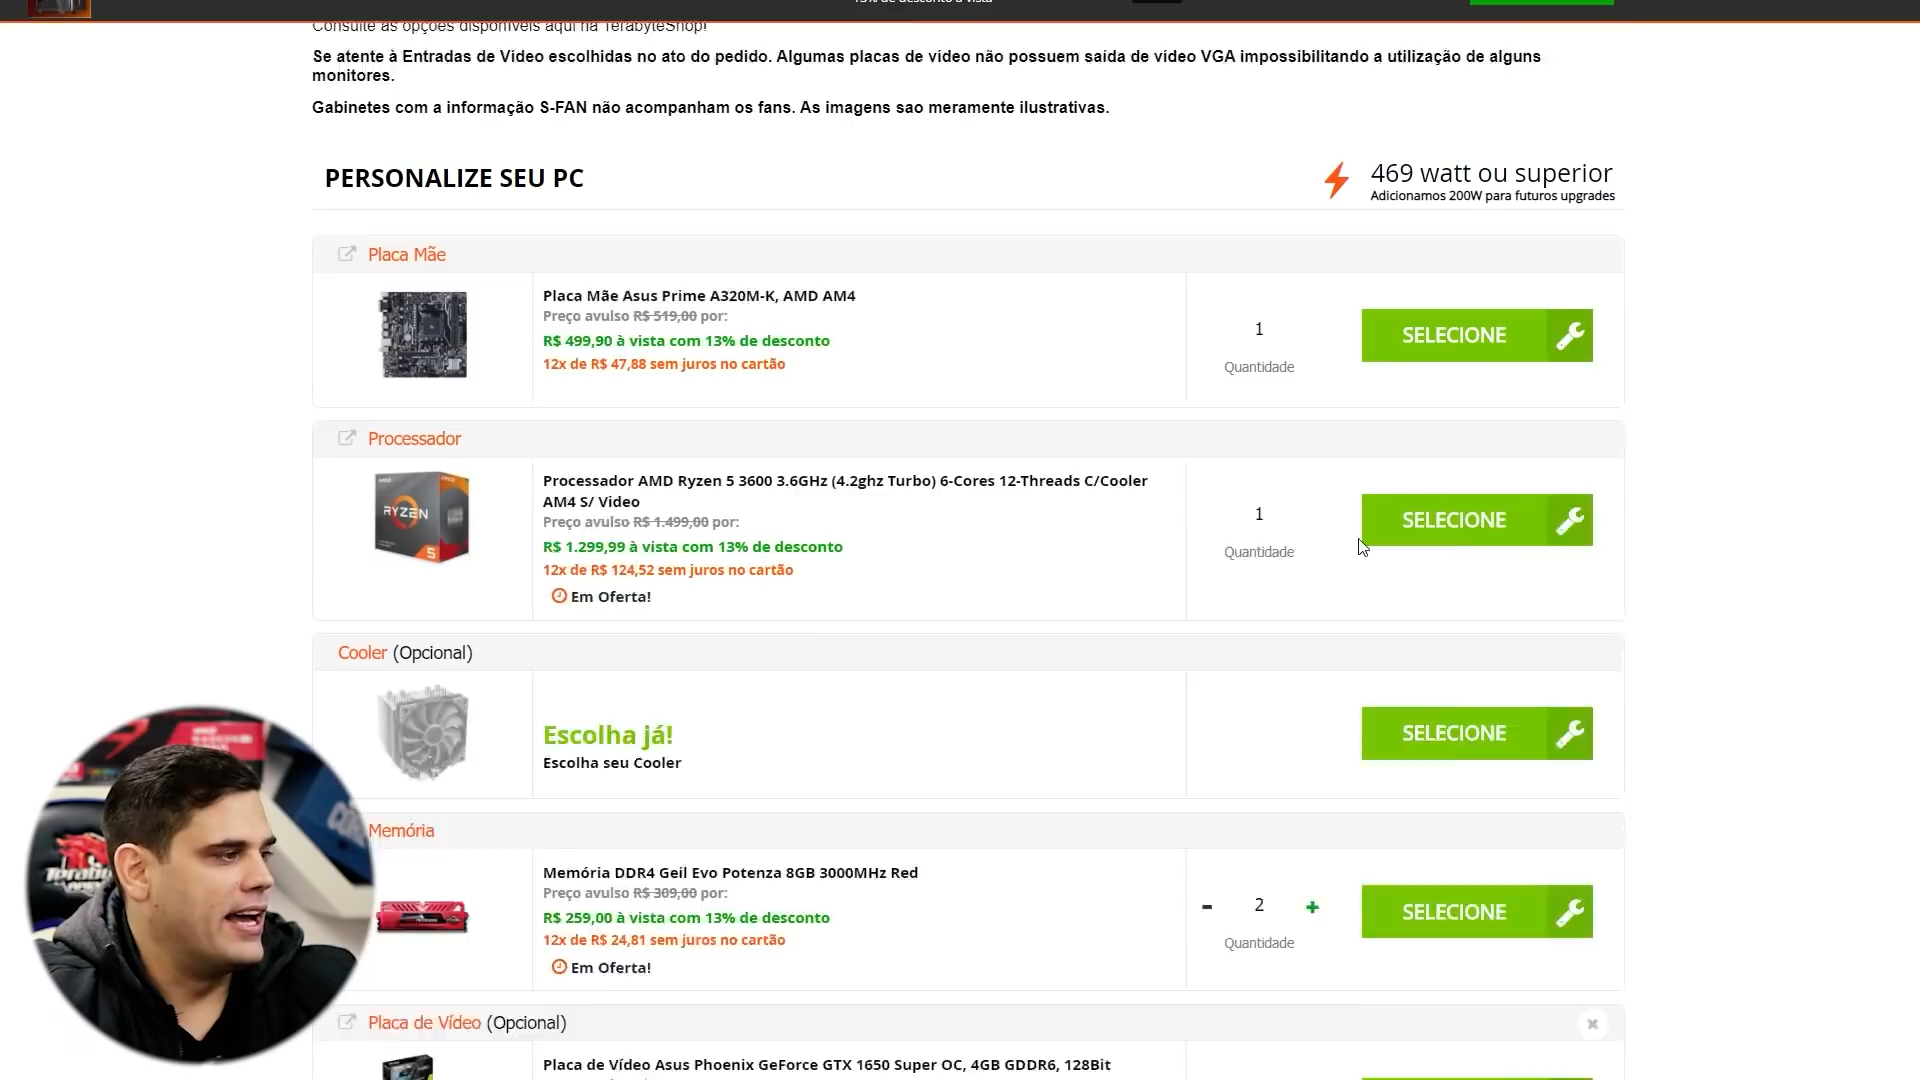 Consulte as opções disponíveis aqui na TerabyteShop!
Se atente à Entradas de Vídeo escolhidas no ato do pedido. Algumas placas de vídeo não possuem saída de vídeo VGA impossibilitando a utilização de alguns
monitores.
Gabinetes com a informação S-FAN não acompanham os fans. As imagens sao meramente ilustrativas.
PERSONALIZE SEU PC
469 watt ou superior
Adicionamos 200W para futuros upgrades
Placa Mãe
Placa Mãe Asus Prime A320M-K, AMD AM4
Preço avulso R$ 519,00 por:
R$ 499,90 à vista com 13% de desconto
12x de R$ 47,88 sem juros no cartão
1
Quantidade
SELECIONE
Processador
RYZEN
5
Processador AMD Ryzen 5 3600 3.6GHz (4.2ghz Turbo) 6-Cores 12-Threads C/Cooler
AM4 S/ Video
Preço avulso R$ 1.499,00 por:
R$ 1.299,99 à vista com 13% de desconto
12x de R$ 124,52 sem juros no cartão
Em Oferta!
1
Quantidade
SELECIONE
Cooler (Opcional)
Escolha já!
Escolha seu Cooler
SELECIONE
Memória
Memória DDR4 Geil Evo Potenza 8GB 3000MHz Red
Preço avulso R$ 309,00 por:
R$ 259,00 à vista com 13% de desconto
12x de R$ 24,81 sem juros no cartão
Em Oferta!
- 2 +
Quantidade
SELECIONE
Placa de Vídeo (Opcional)
Placa de Vídeo Asus Phoenix GeForce GTX 1650 Super OC, 4GB GDDR6, 128Bit